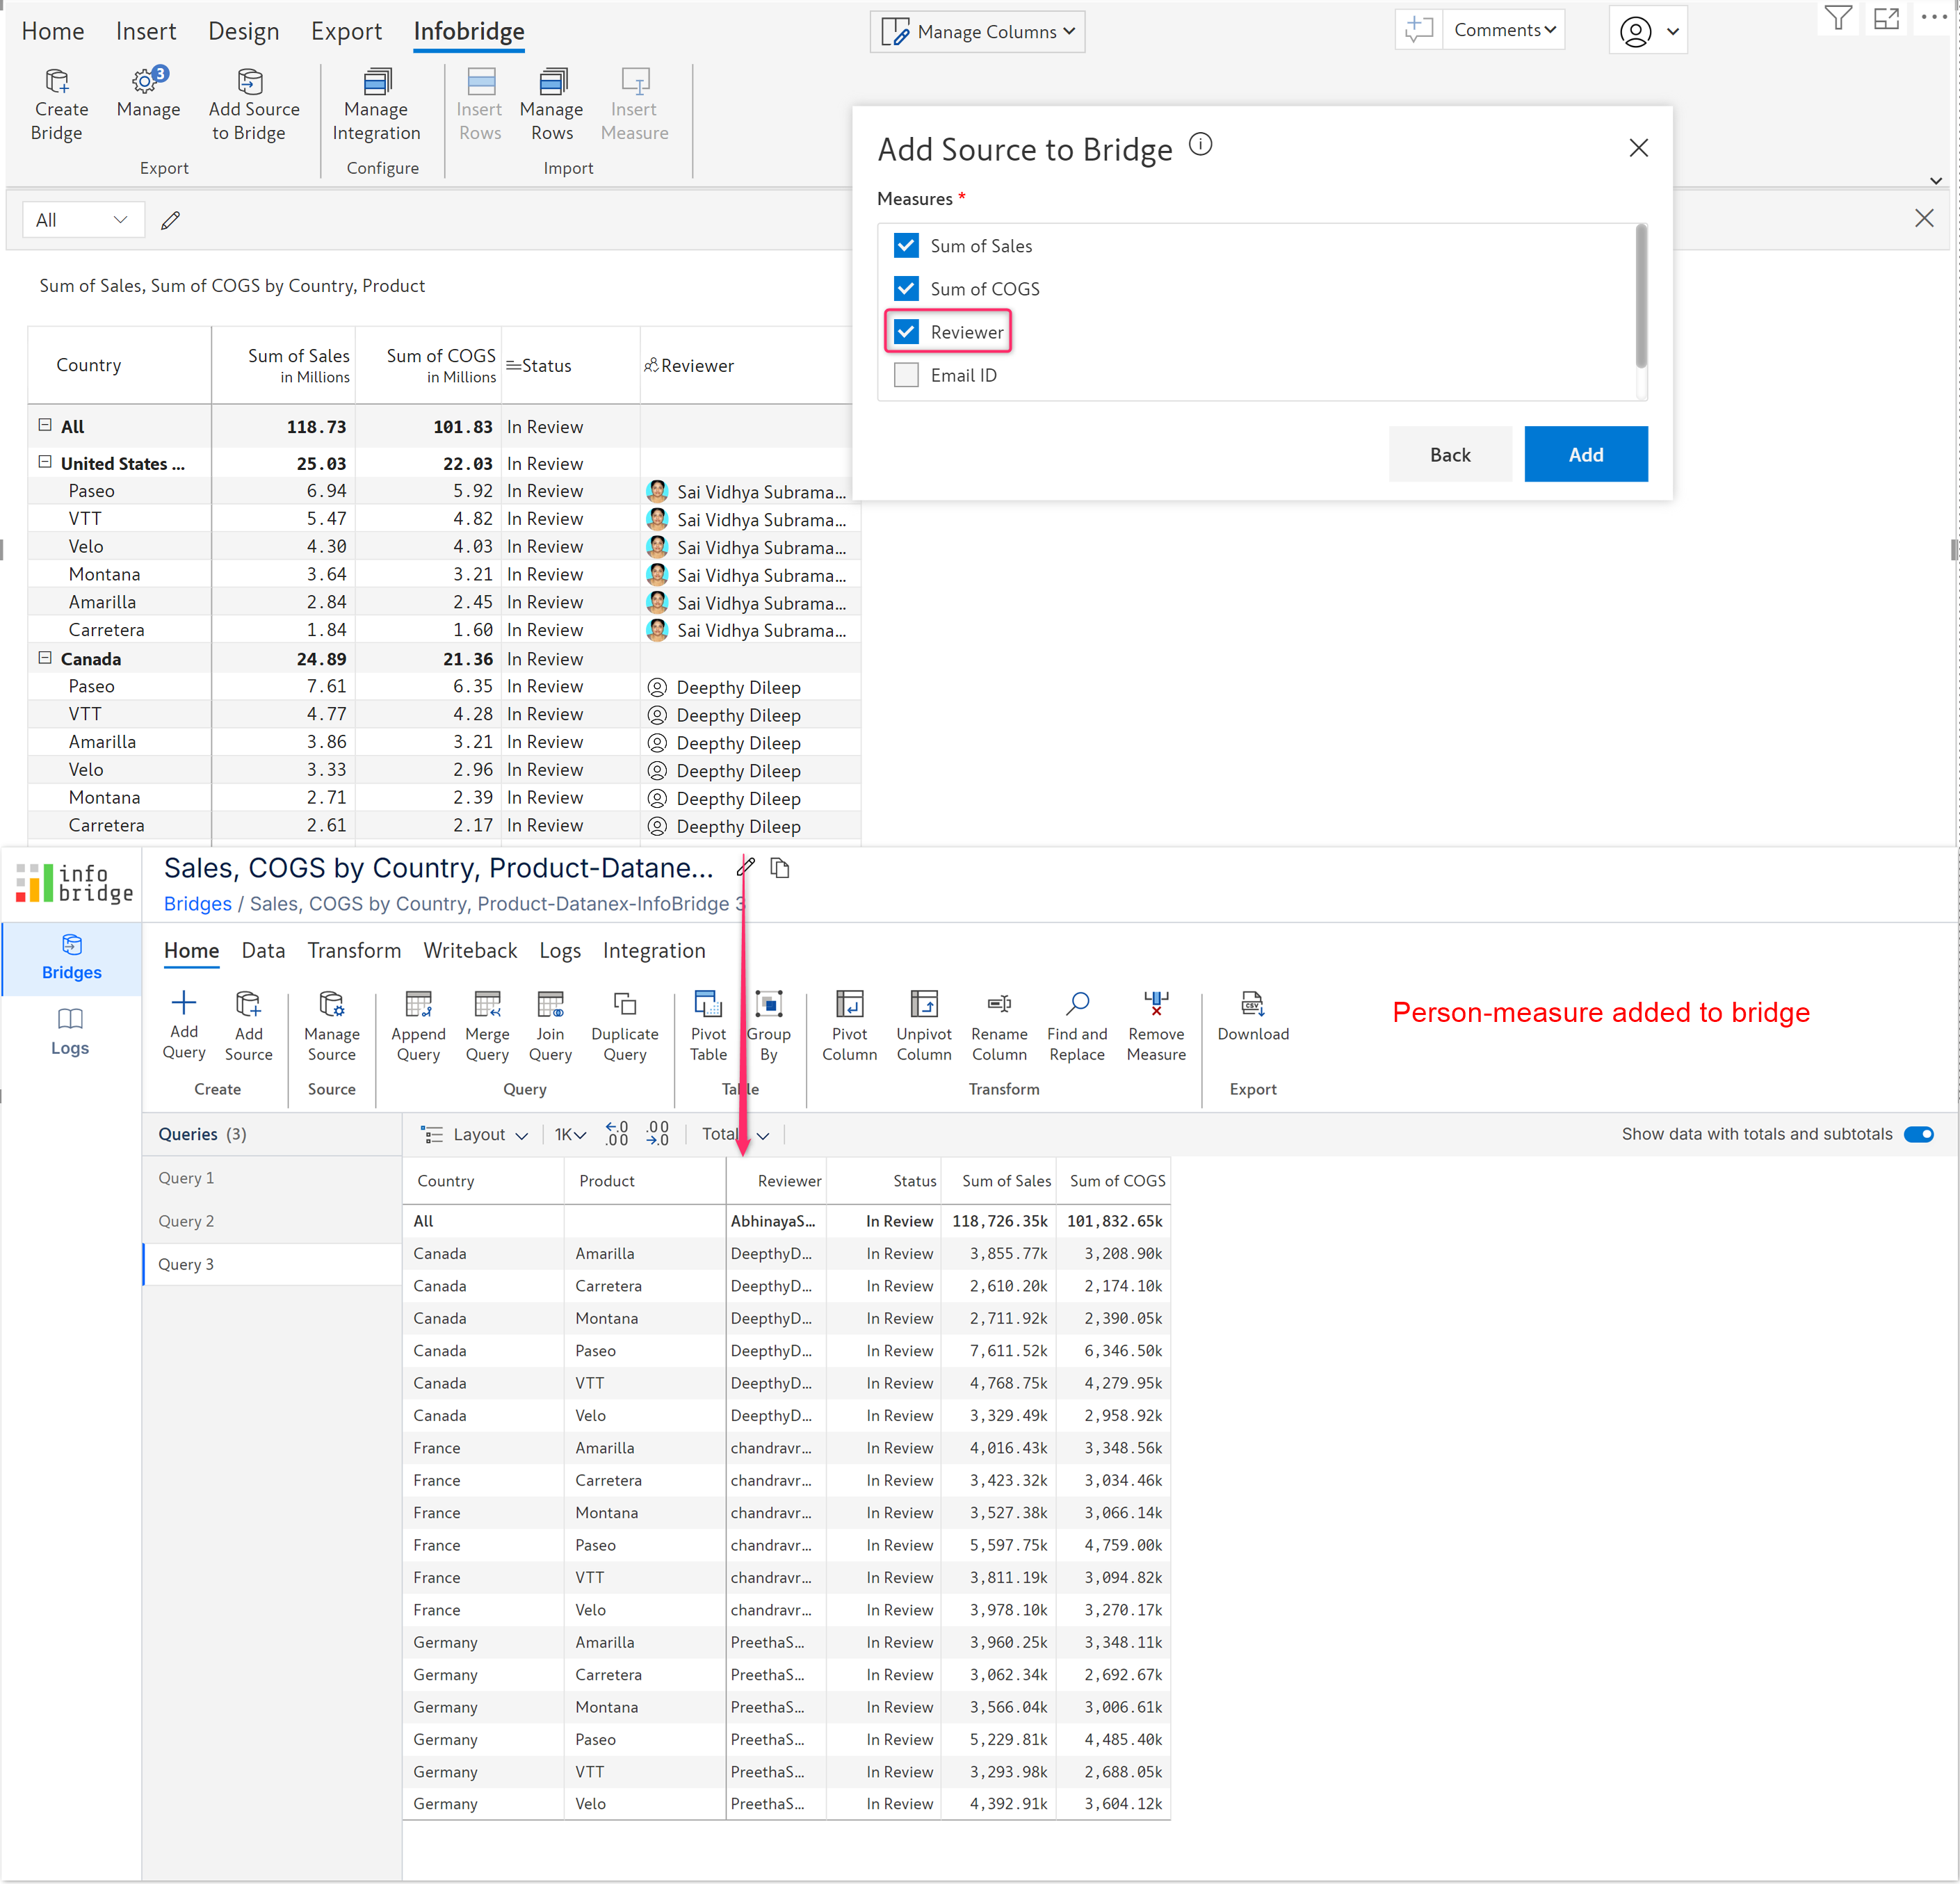 Home Insert Design Export Infobridge Manage Columns Comments
3
Create Bridge
Manage
Add Source to Bridge
Manage Integration
Insert Rows
Manage Rows
Insert Measure
Export Configure Import
All
Add Source to Bridge
Measures *
Sum of Sales
Sum of COGS
Reviewer
Email ID
Back Add
Sum of Sales, Sum of COGS by Country, Product
Country Sum of Sales in Millions Sum of COGS in Millions Status Reviewer
All 118.73 101.83 In Review
United States ... 25.03 22.03 In Review
Paseo 6.94 5.92 In Review Sai Vidhya Subrama...
VTT 5.47 4.82 In Review Sai Vidhya Subrama...
Velo 4.30 4.03 In Review Sai Vidhya Subrama...
Montana 3.64 3.21 In Review Sai Vidhya Subrama...
Amarilla 2.84 2.45 In Review Sai Vidhya Subrama...
Carretera 1.84 1.60 In Review Sai Vidhya Subrama...
Canada 24.89 21.36 In Review
Paseo 7.61 6.35 In Review Deepthy Dileep
VTT 4.77 4.28 In Review Deepthy Dileep
Amarilla 3.86 3.21 In Review Deepthy Dileep
Velo 3.33 2.96 In Review Deepthy Dileep
Montana 2.71 2.39 In Review Deepthy Dileep
Carretera 2.61 2.17 In Review Deepthy Dileep
info bridge
Sales, COGS by Country, Product-Datane...
Bridges / Sales, COGS by Country, Product-Datanex-InfoBridge 3
Bridges
Logs
Home Data Transform Writeback Logs Integration
Add Query
Add Source
Manage Source
Append Query
Merge Query
Join Query
Duplicate Query
Pivot Table
Group By
Pivot Column
Unpivot Column
Rename Column
Find and Replace
Remove Measure
CSV
Download
Create Source Query Table Transform Export
Person-measure added to bridge
Queries (3)
Query 1
Query 2
Query 3
Layout 1K .0 .00 .00 .0 Total Show data with totals and subtotals
Country Product Reviewer Status Sum of Sales Sum of COGS
All AbhinayaS... In Review 118,726.35k 101,832.65k
Canada Amarilla DeepthyD... In Review 3,855.77k 3,208.90k
Canada Carretera DeepthyD... In Review 2,610.20k 2,174.10k
Canada Montana DeepthyD... In Review 2,711.92k 2,390.05k
Canada Paseo DeepthyD... In Review 7,611.52k 6,346.50k
Canada VTT DeepthyD... In Review 4,768.75k 4,279.95k
Canada Velo DeepthyD... In Review 3,329.49k 2,958.92k
France Amarilla chandravr... In Review 4,016.43k 3,348.56k
France Carretera chandravr... In Review 3,423.32k 3,034.46k
France Montana chandravr... In Review 3,527.38k 3,066.14k
France Paseo chandravr... In Review 5,597.75k 4,759.00k
France VTT chandravr... In Review 3,811.19k 3,094.82k
France Velo chandravr... In Review 3,978.10k 3,270.17k
Germany Amarilla PreethaS... In Review 3,960.25k 3,348.11k
Germany Carretera PreethaS... In Review 3,062.34k 2,692.67k
Germany Montana PreethaS... In Review 3,566.04k 3,006.61k
Germany Paseo PreethaS... In Review 5,229.81k 4,485.40k
Germany VTT PreethaS... In Review 3,293.98k 2,688.05k
Germany Velo PreethaS... In Review 4,392.91k 3,604.12k